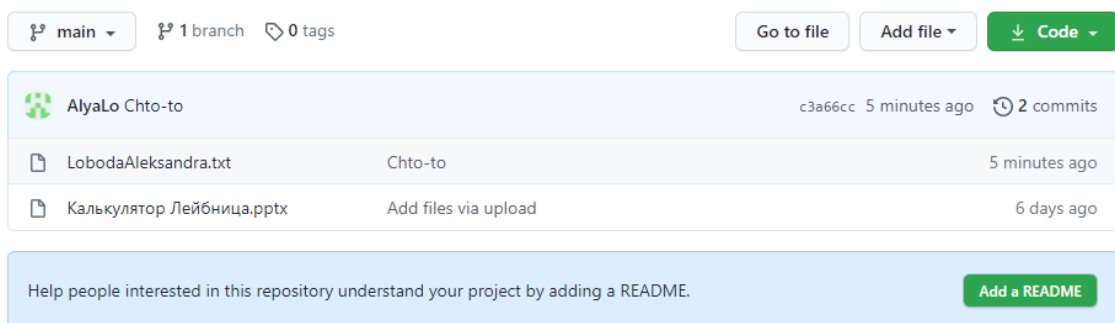 main 1 branch 0 tags Go to file Add file Code
AlyaLo Chto-to c3a66cc 5 minutes ago 2 commits
LobodaAleksandra.txt Chto-to 5 minutes ago
Калькулятор Лейбница.pptx Add files via upload 6 days ago
Help people interested in this repository understand your project by adding a README. Add a README